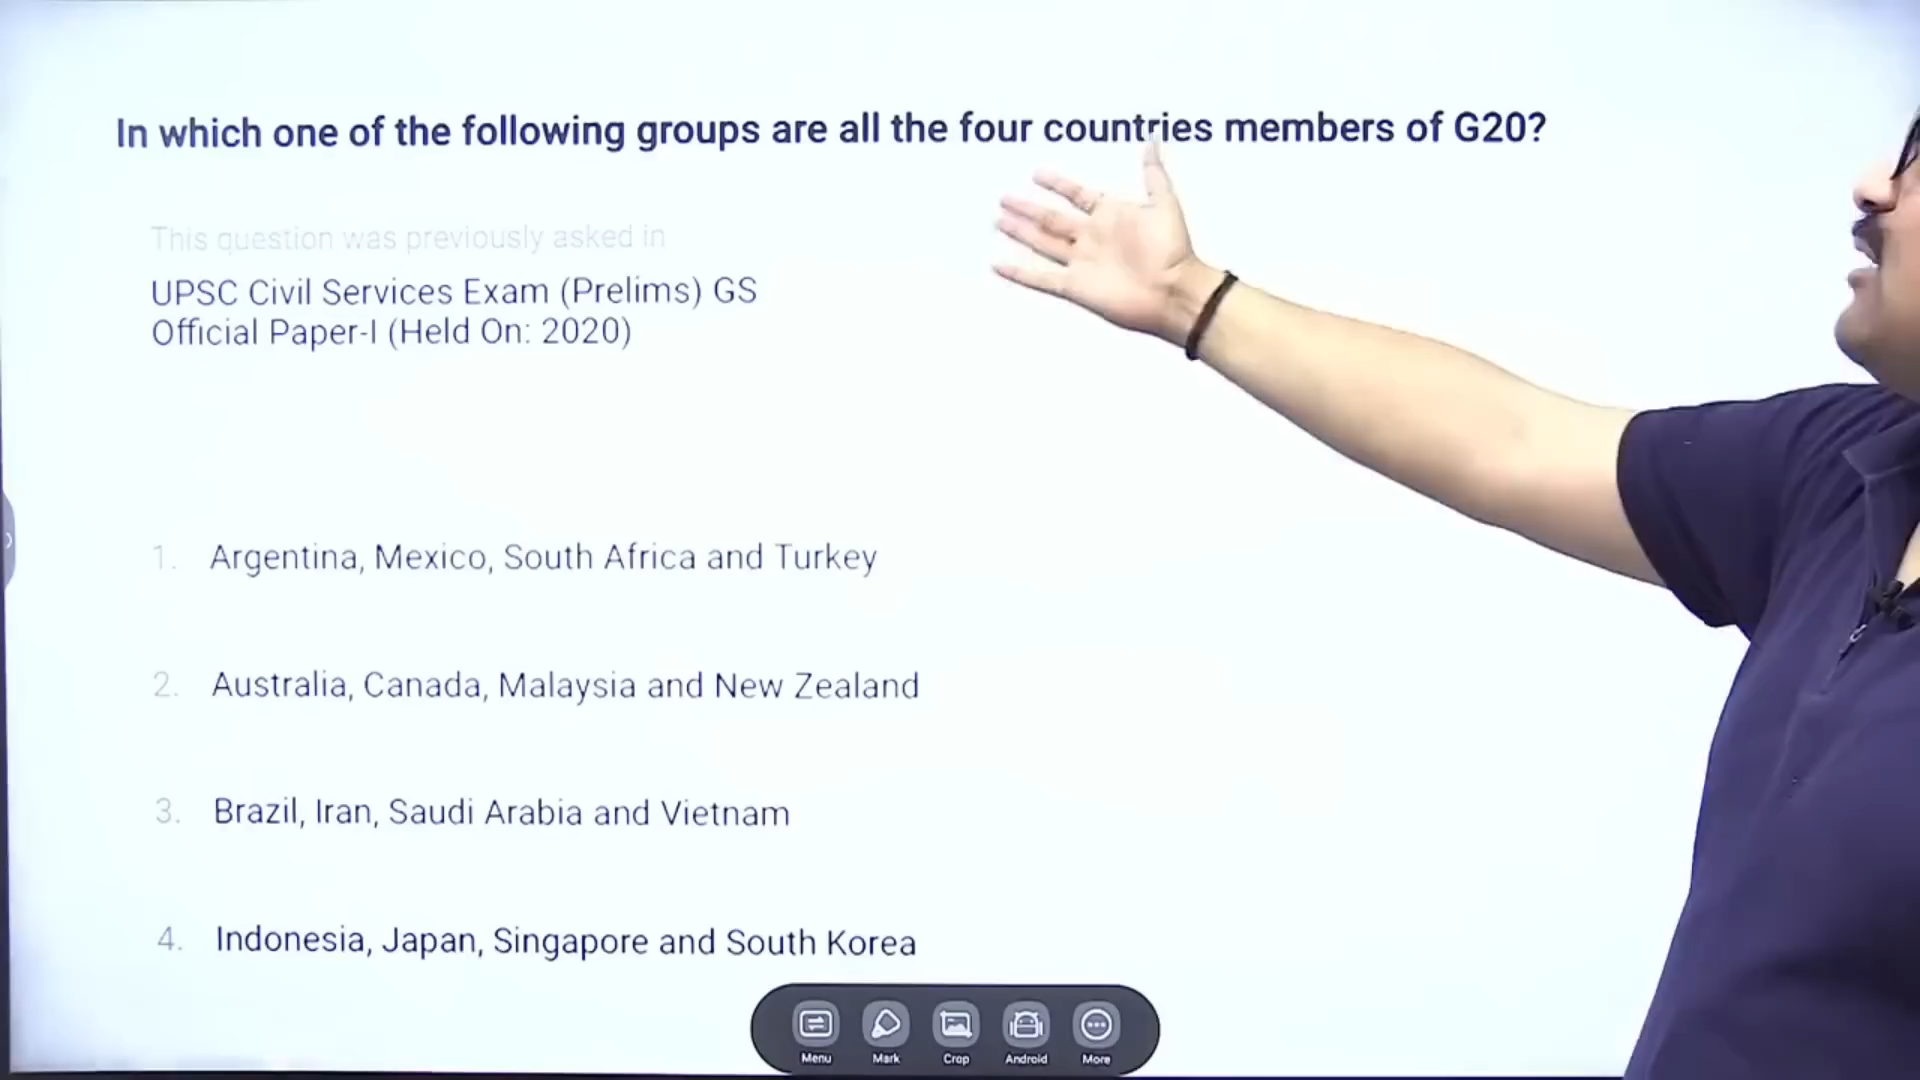 In which one of the following groups are all the four countries members of G20?
This question was previously asked in
UPSC Civil Services Exam (Prelims) GS
Official Paper-I (Held On: 2020)
1. Argentina, Mexico, South Africa and Turkey
2. Australia, Canada, Malaysia and New Zealand
3. Brazil, Iran, Saudi Arabia and Vietnam
4. Indonesia, Japan, Singapore and South Korea
Menu Mark Crop Android More